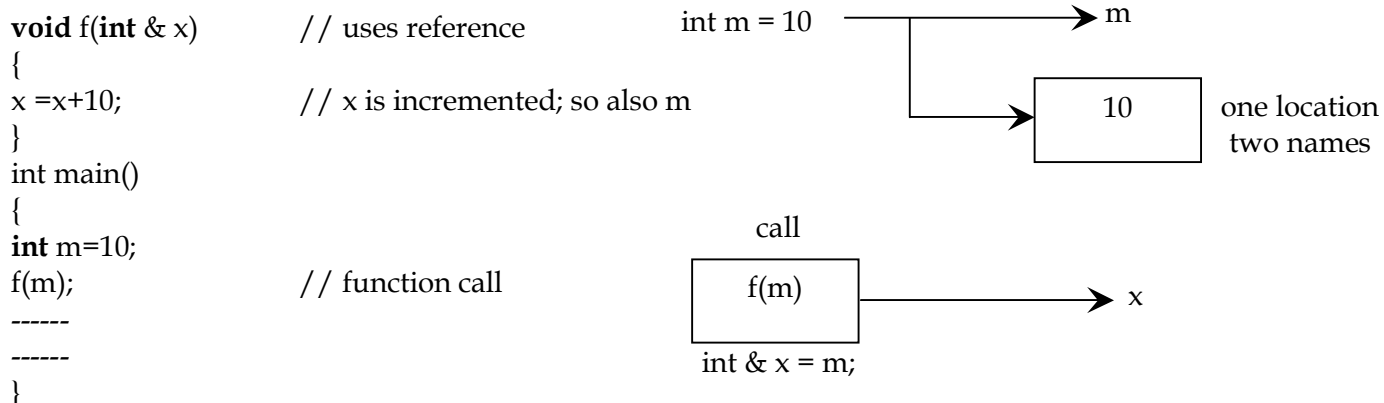 void f(int & x) // uses reference
{
x =x+10; // x is incremented; so also m
}
int main()
{
int m=10;
f(m); // function call
------
------
}
int m = 10
m
10
one location
two names
call
f(m)
x
int & x = m;